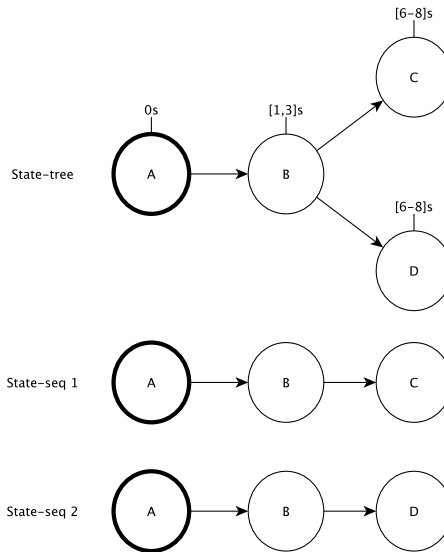 [6-8]s
C
0s
[1,3]s
State-tree
A
B
[6-8]s
D
State-seq 1
A
B
C
State-seq 2
A
B
D